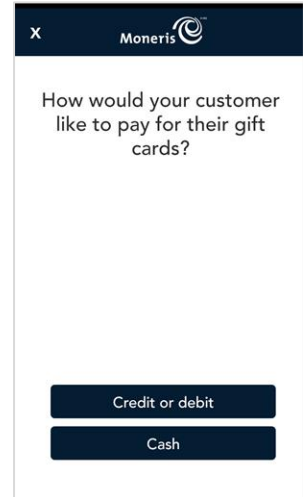 X
Moneris
How would your customer
like to pay for their gift
cards?
Credit or debit
Cash